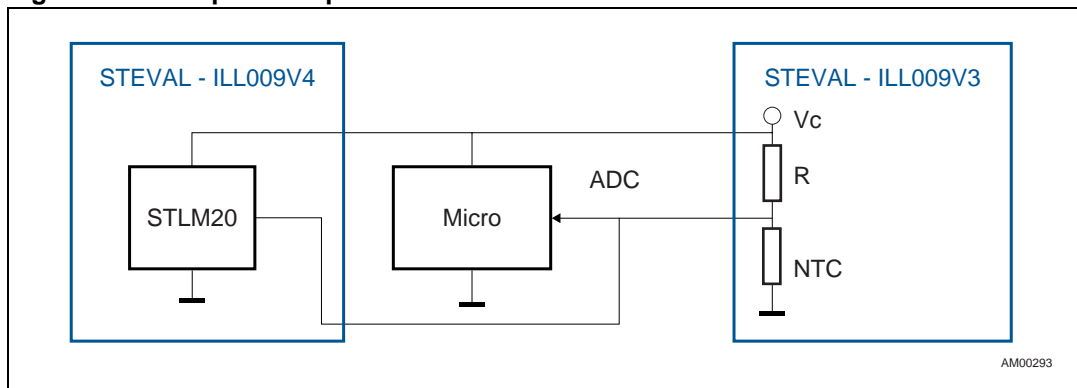 STEVAL - ILL009V4
STEVAL - ILL009V3
Vc
R
ADC
STLM20
Micro
NTC
AM00293